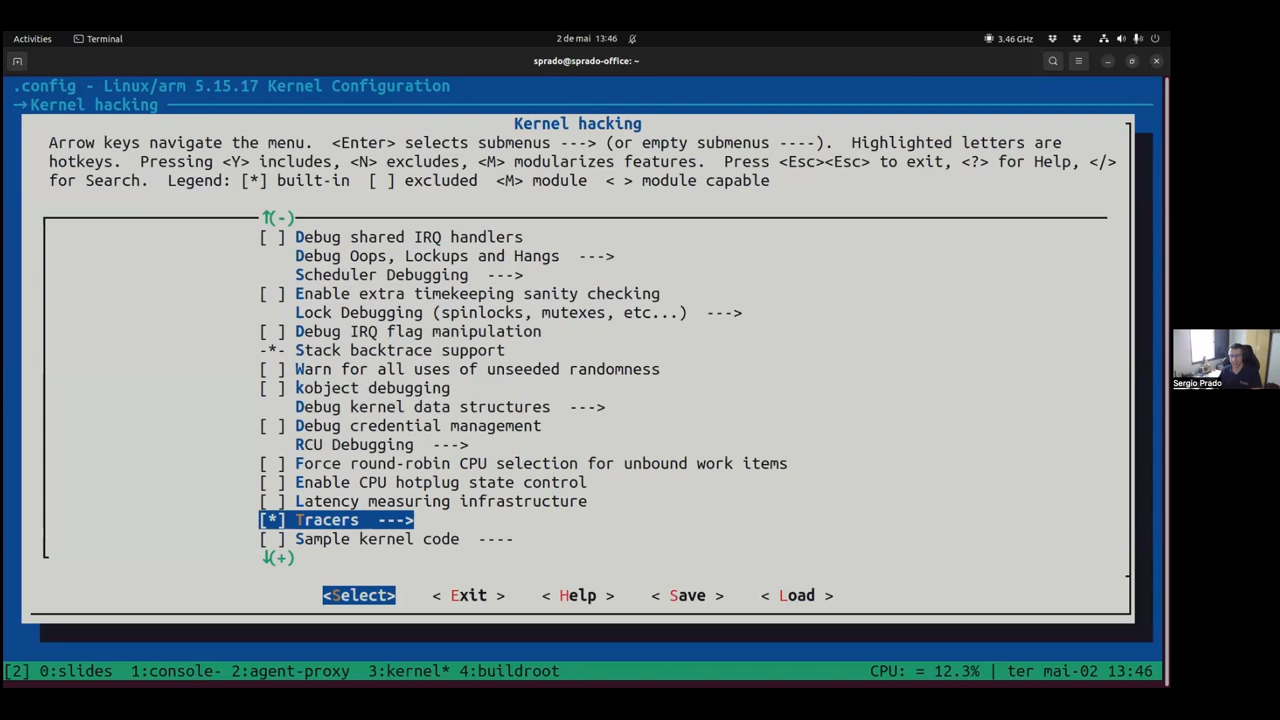 Activities Terminal 2 de mai 13:46 3.46 GHz
sprado@sprado-office: ~
.config - Linux/arm 5.15.17 Kernel Configuration
→Kernel hacking
Kernel hacking
Arrow keys navigate the menu. <Enter> selects submenus ---> (or empty submenus ----). Highlighted letters are
hotkeys. Pressing <Y> includes, <N> excludes, <M> modularizes features. Press <Esc><Esc> to exit, <?> for Help, </>
for Search. Legend: [*] built-in [ ] excluded <M> module < > module capable
↑(-)
[ ] Debug shared IRQ handlers
Debug Oops, Lockups and Hangs --->
Scheduler Debugging --->
[ ] Enable extra timekeeping sanity checking
Lock Debugging (spinlocks, mutexes, etc...) --->
[ ] Debug IRQ flag manipulation
-*- Stack backtrace support
[ ] Warn for all uses of unseeded randomness
[ ] kobject debugging
Debug kernel data structures --->
[ ] Debug credential management
RCU Debugging --->
[ ] Force round-robin CPU selection for unbound work items
[ ] Enable CPU hotplug state control
[ ] Latency measuring infrastructure
[*] Tracers --->
[ ] Sample kernel code ----
↓(+)
<Select> < Exit > < Help > < Save > < Load >
[2] 0:slides 1:console- 2:agent-proxy 3:kernel* 4:buildroot CPU: = 12.3% | ter mai-02 13:46
Sergio Prado